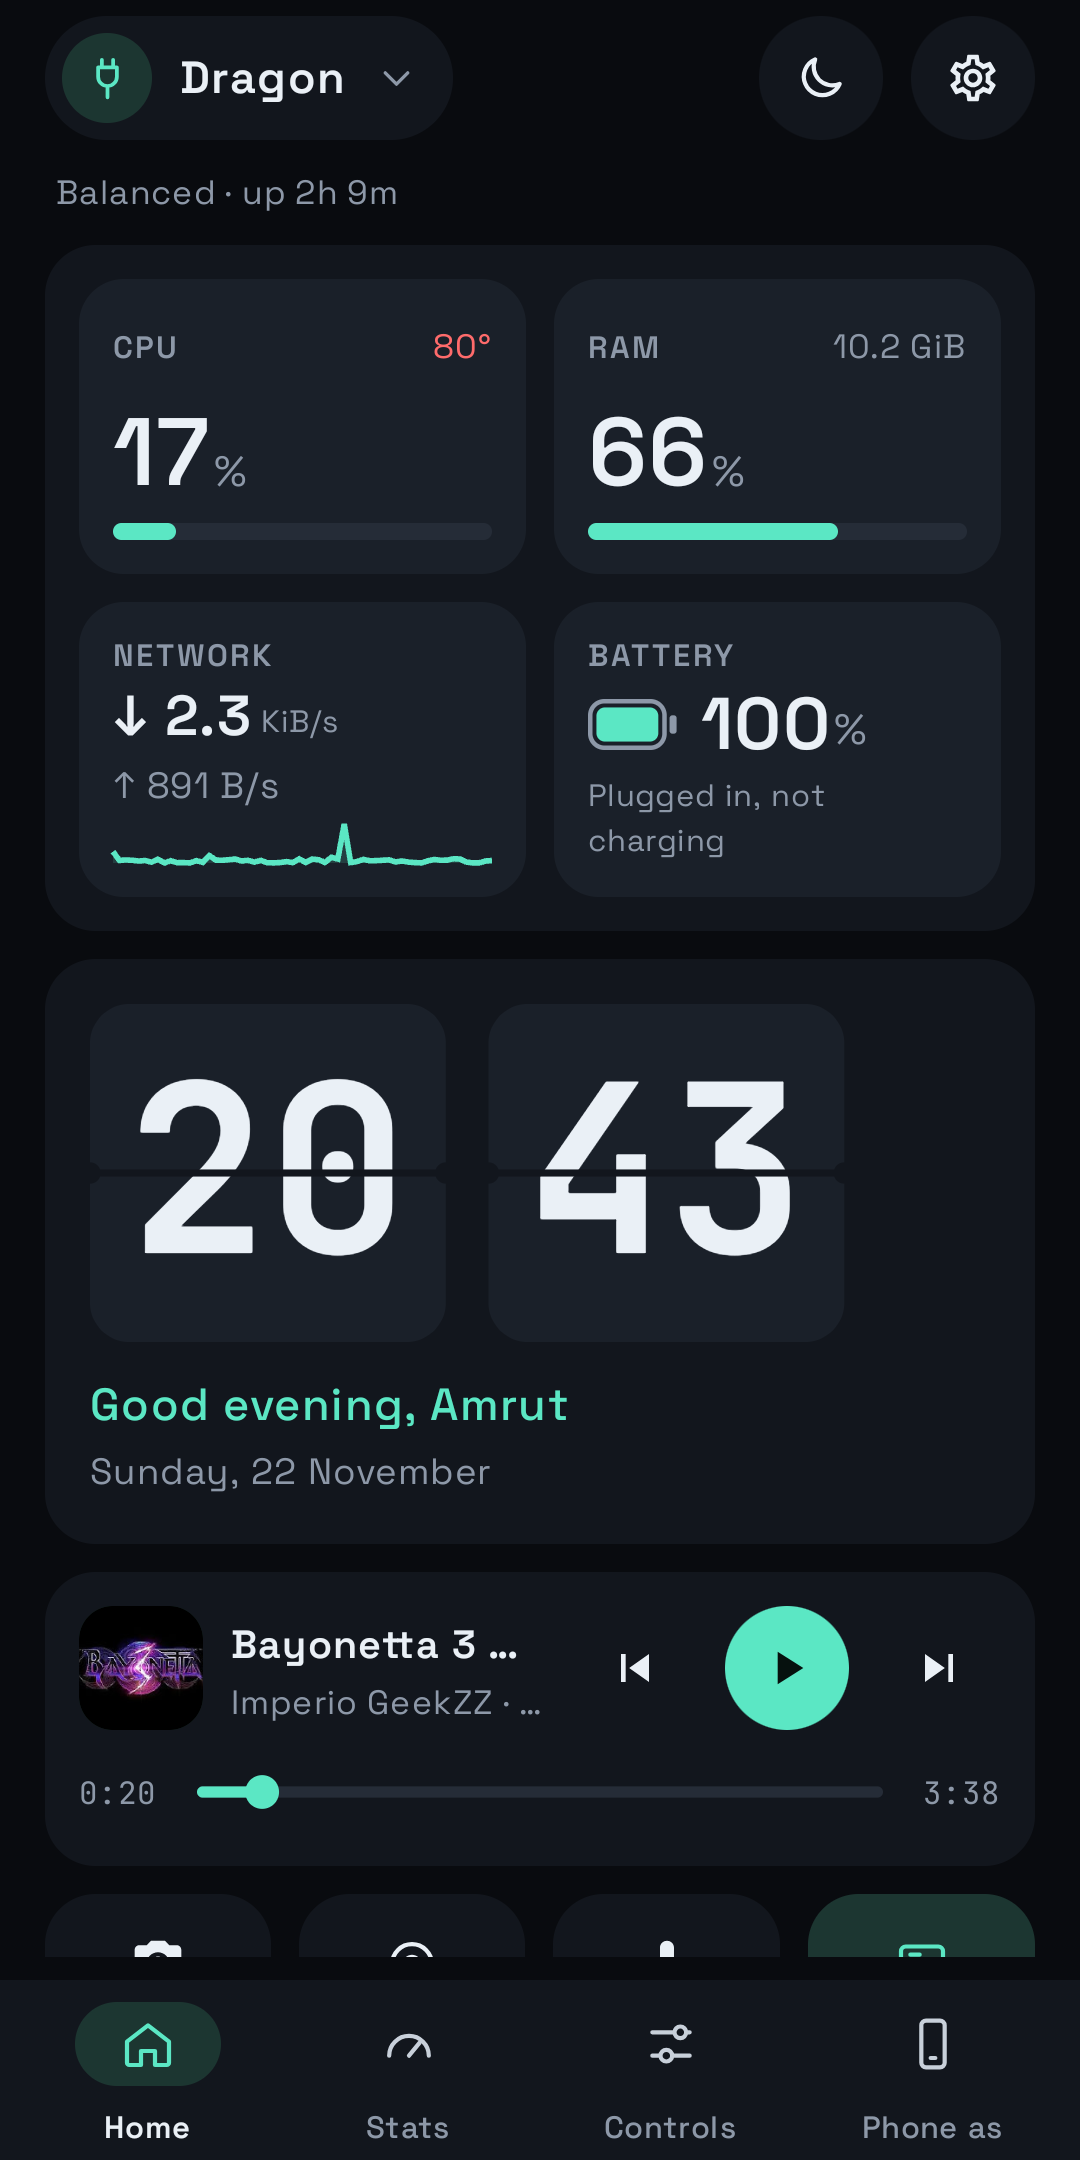 Dragon
Balanced · up 2h 9m
CPU 80°
17%
RAM 10.2 GiB
66%
NETWORK
↓ 2.3 KiB/s
↑ 891 B/s
BATTERY
100%
Plugged in, not
charging
20 43
Good evening, Amrut
Sunday, 22 November
BAYONETTA
Bayonetta 3 ...
Imperio GeekZZ · ...
0:20 3:38
Home Stats Controls Phone as